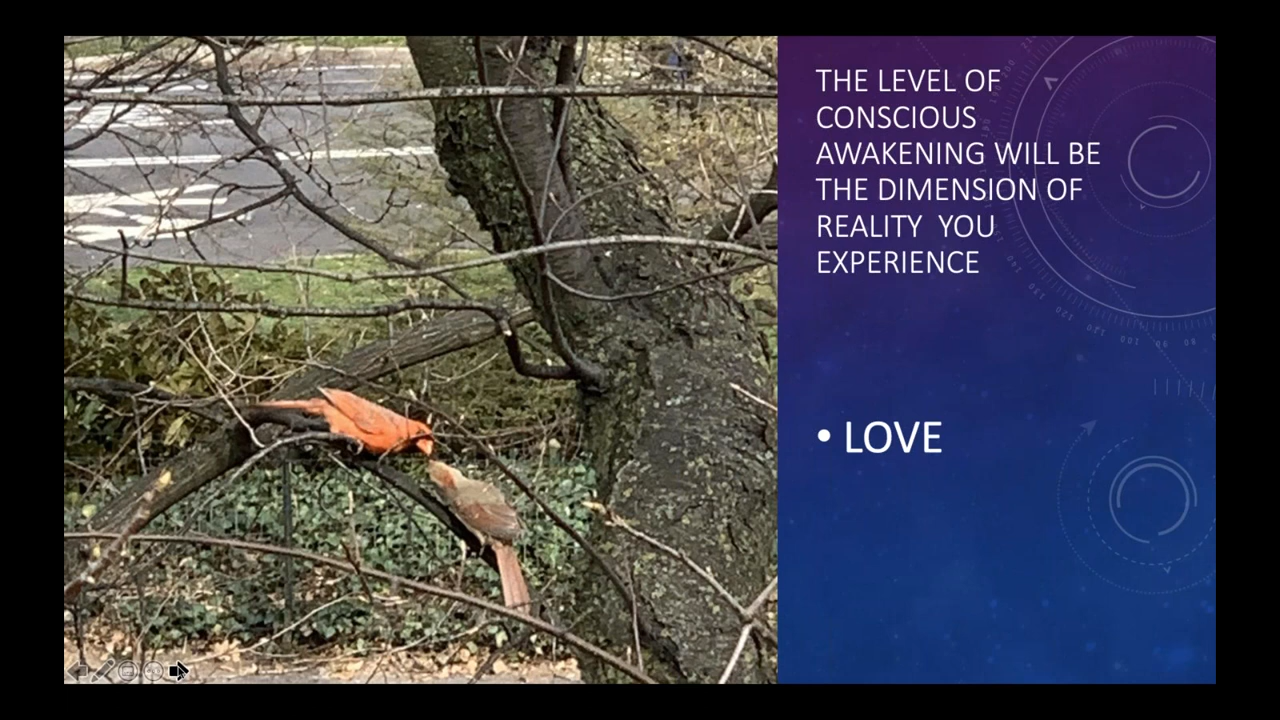 THE LEVEL OF
CONSCIOUS
AWAKENING WILL BE
THE DIMENSION OF
REALITY YOU
EXPERIENCE
• LOVE